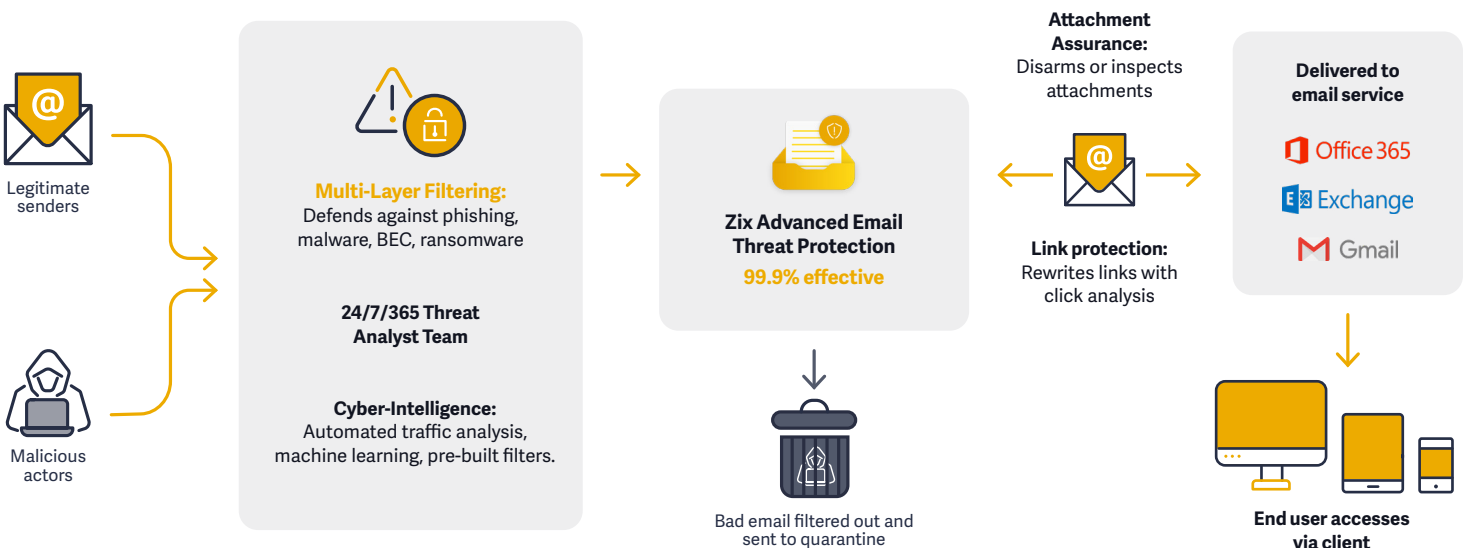 @
Legitimate
senders
Malicious
actors
Multi-Layer Filtering:
Defends against phishing,
malware, BEC, ransomware
24/7/365 Threat
Analyst Team
Cyber-Intelligence:
Automated traffic analysis,
machine learning, pre-built filters.
Zix Advanced Email
Threat Protection
99.9% effective
Bad email filtered out and
sent to quarantine
Attachment
Assurance:
Disarms or inspects
attachments
@
Link protection:
Rewrites links with
click analysis
Delivered to
email service
Office 365
E Exchange
Gmail
End user accesses
via client